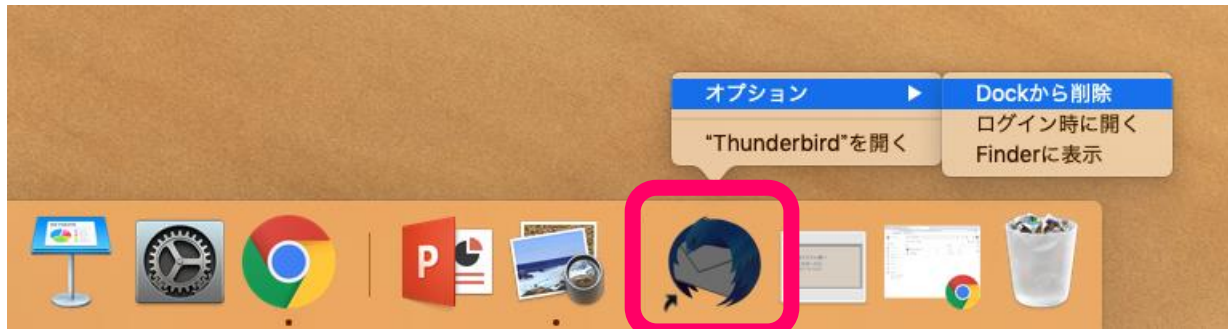 オプション ▶
Dockから削除
ログイン時に開く
“Thunderbird”を開く
Finderに表示
P